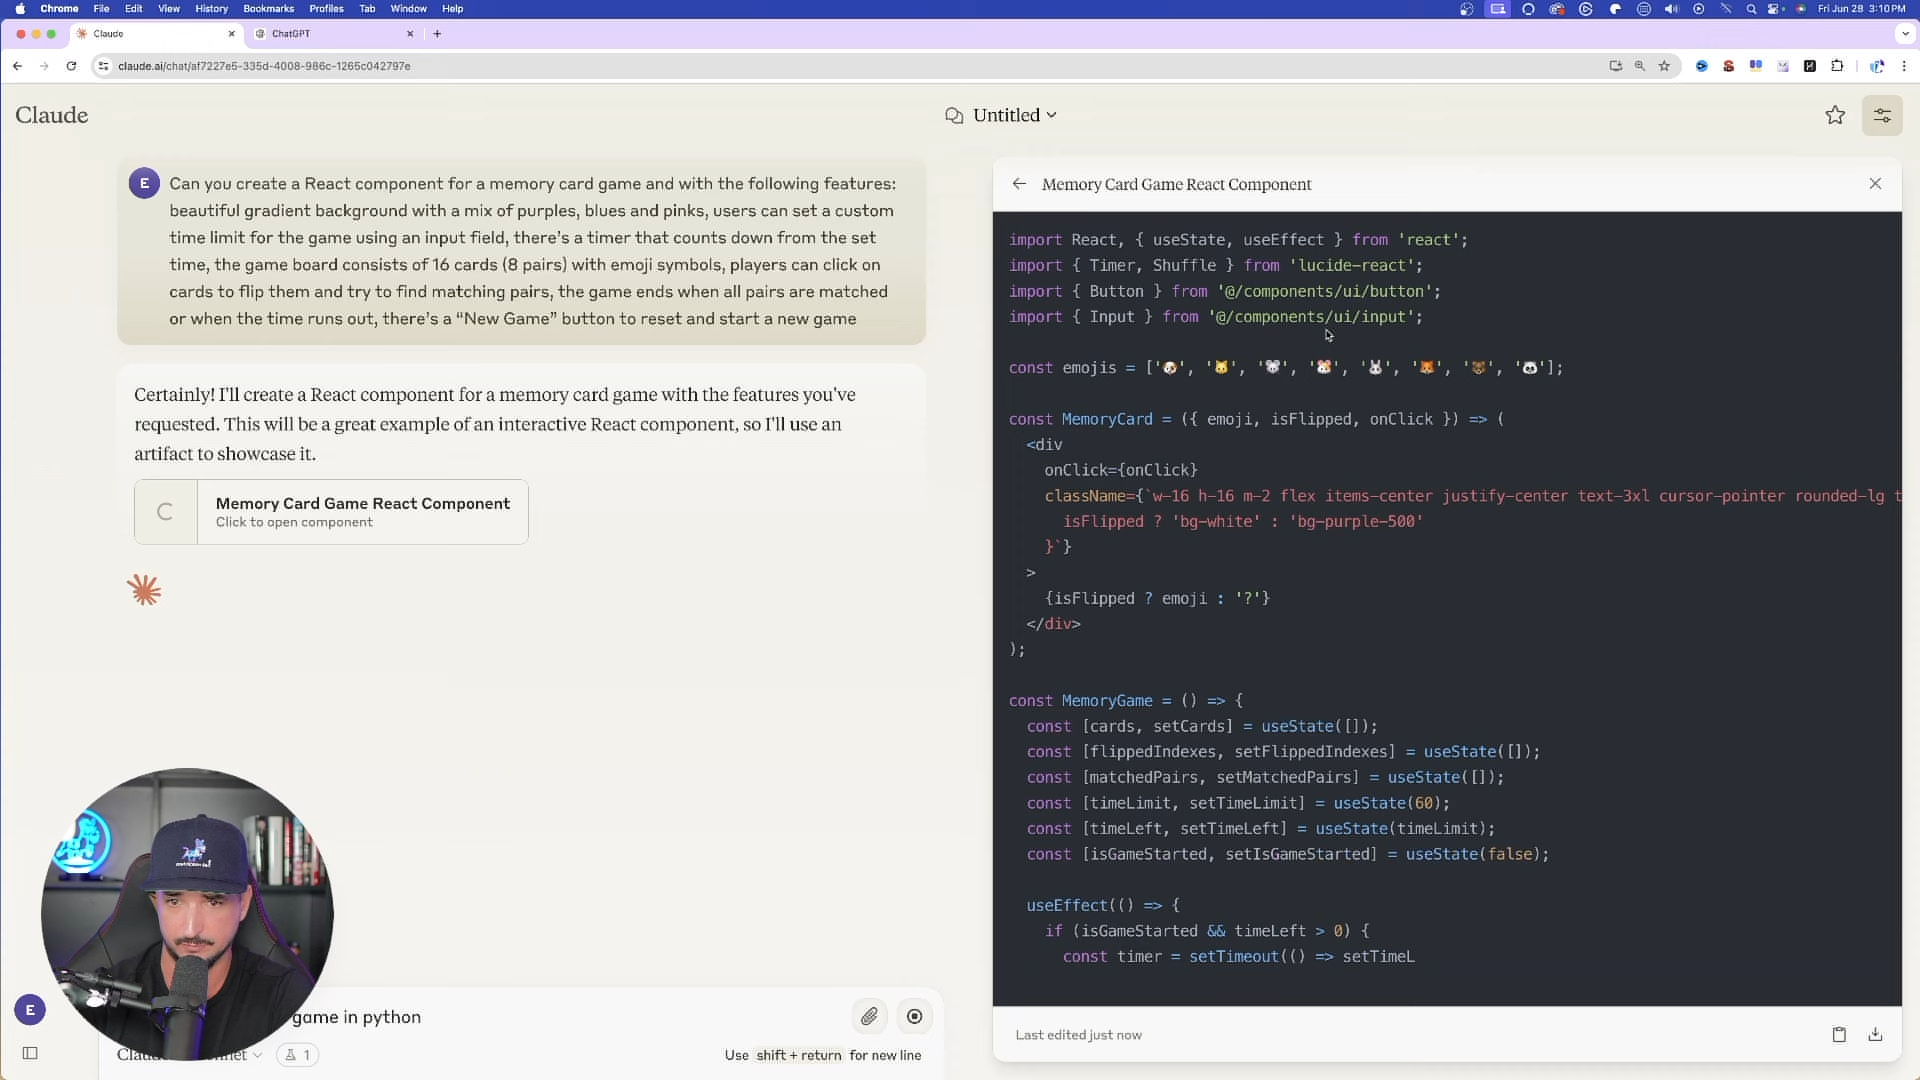 Chrome File Edit View History Bookmarks Profiles Tab Window Help Fri Jun 28 3:10 PM
Claude ChatGPT
claude.ai/chat/af7227e5-335d-4008-986c-1265c042797e
Claude
Untitled
E
Can you create a React component for a memory card game and with the following features:
beautiful gradient background with a mix of purples, blues and pinks, users can set a custom
time limit for the game using an input field, there's a timer that counts down from the set
time, the game board consists of 16 cards (8 pairs) with emoji symbols, players can click on
cards to flip them and try to find matching pairs, the game ends when all pairs are matched
or when the time runs out, there's a “New Game” button to reset and start a new game
Certainly! I'll create a React component for a memory card game with the features you've
requested. This will be a great example of an interactive React component, so I'll use an
artifact to showcase it.
Memory Card Game React Component
Click to open component
E
game in python
Use shift + return for new line
1
Memory Card Game React Component
import React, { useState, useEffect } from 'react';
import { Timer, Shuffle } from 'lucide-react';
import { Button } from '@/components/ui/button';
import { Input } from '@/components/ui/input';
const emojis = ['🐶', '🐱', '🐭', '🐹', '🐰', '🦊', '🐻', '🐼'];
const MemoryCard = ({ emoji, isFlipped, onClick }) => (
<div
onClick={onClick}
className={`w-16 h-16 m-2 flex items-center justify-center text-3xl cursor-pointer rounded-lg t
isFlipped ? 'bg-white' : 'bg-purple-500'
}`}
>
{isFlipped ? emoji : '?'}
</div>
);
const MemoryGame = () => {
const [cards, setCards] = useState([]);
const [flippedIndexes, setFlippedIndexes] = useState([]);
const [matchedPairs, setMatchedPairs] = useState([]);
const [timeLimit, setTimeLimit] = useState(60);
const [timeLeft, setTimeLeft] = useState(timeLimit);
const [isGameStarted, setIsGameStarted] = useState(false);
useEffect(() => {
if (isGameStarted && timeLeft > 0) {
const timer = setTimeout(() => setTimeL
Last edited just now